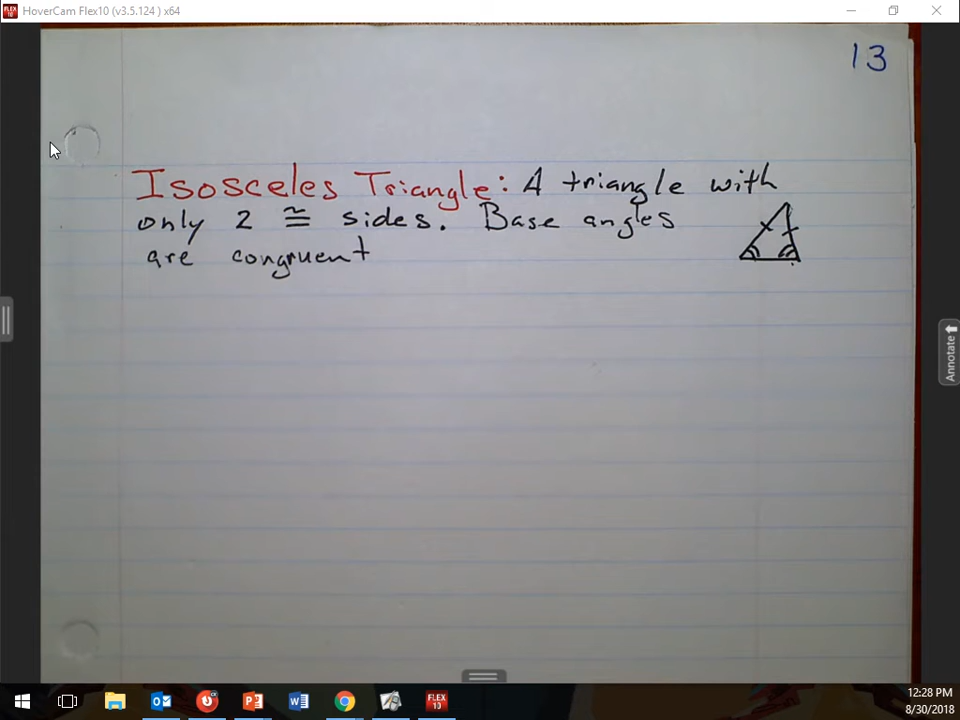 HoverCam Flex10 (v3.5.124 ) x64
13
Isosceles Triangle: A triangle with
only 2 ≅ sides. Base angles
are congruent
Annotate
12:28 PM
8/30/2018